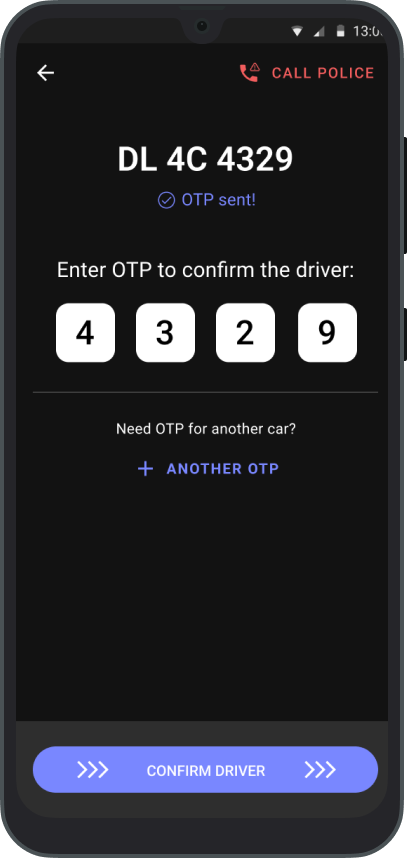 13:0
CALL POLICE
DL 4C 4329
OTP sent!
Enter OTP to confirm the driver:
4 3 2 9
Need OTP for another car?
+ ANOTHER OTP
>>> CONFIRM DRIVER >>>